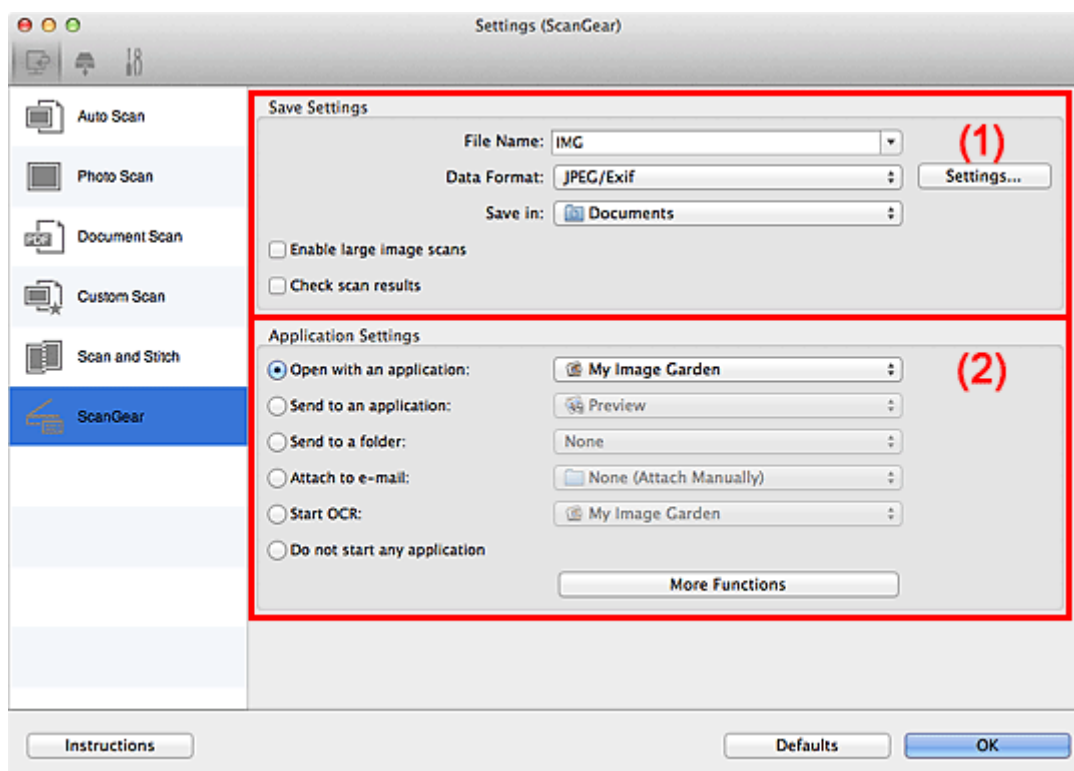 Settings (ScanGear)
Auto Scan
Photo Scan
PDF
Document Scan
Custom Scan
Scan and Stitch
ScanGear
Save Settings
(1)
File Name: IMG
Data Format: JPEG/Exif Settings...
Save in: Documents
Enable large image scans
Check scan results
Application Settings
(2)
Open with an application: My Image Garden
Send to an application: Preview
Send to a folder: None
Attach to e-mail: None (Attach Manually)
Start OCR: My Image Garden
Do not start any application
More Functions
Instructions Defaults OK